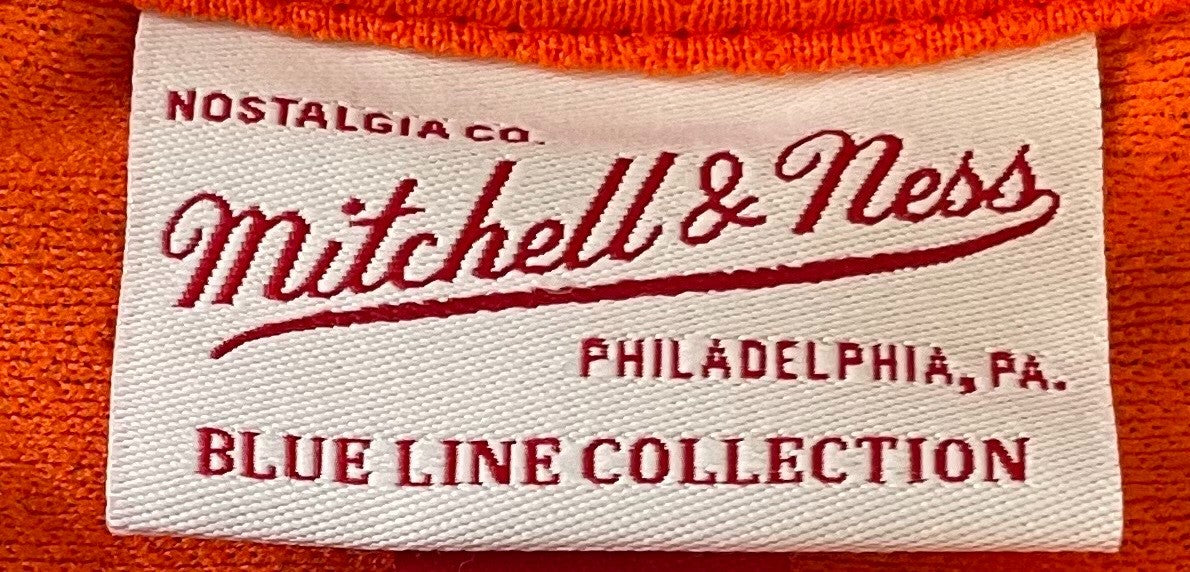 NOSTALGIA CO.
Mitchell & Ness
PHILADELPHIA, PA.
BLUE LINE COLLECTION